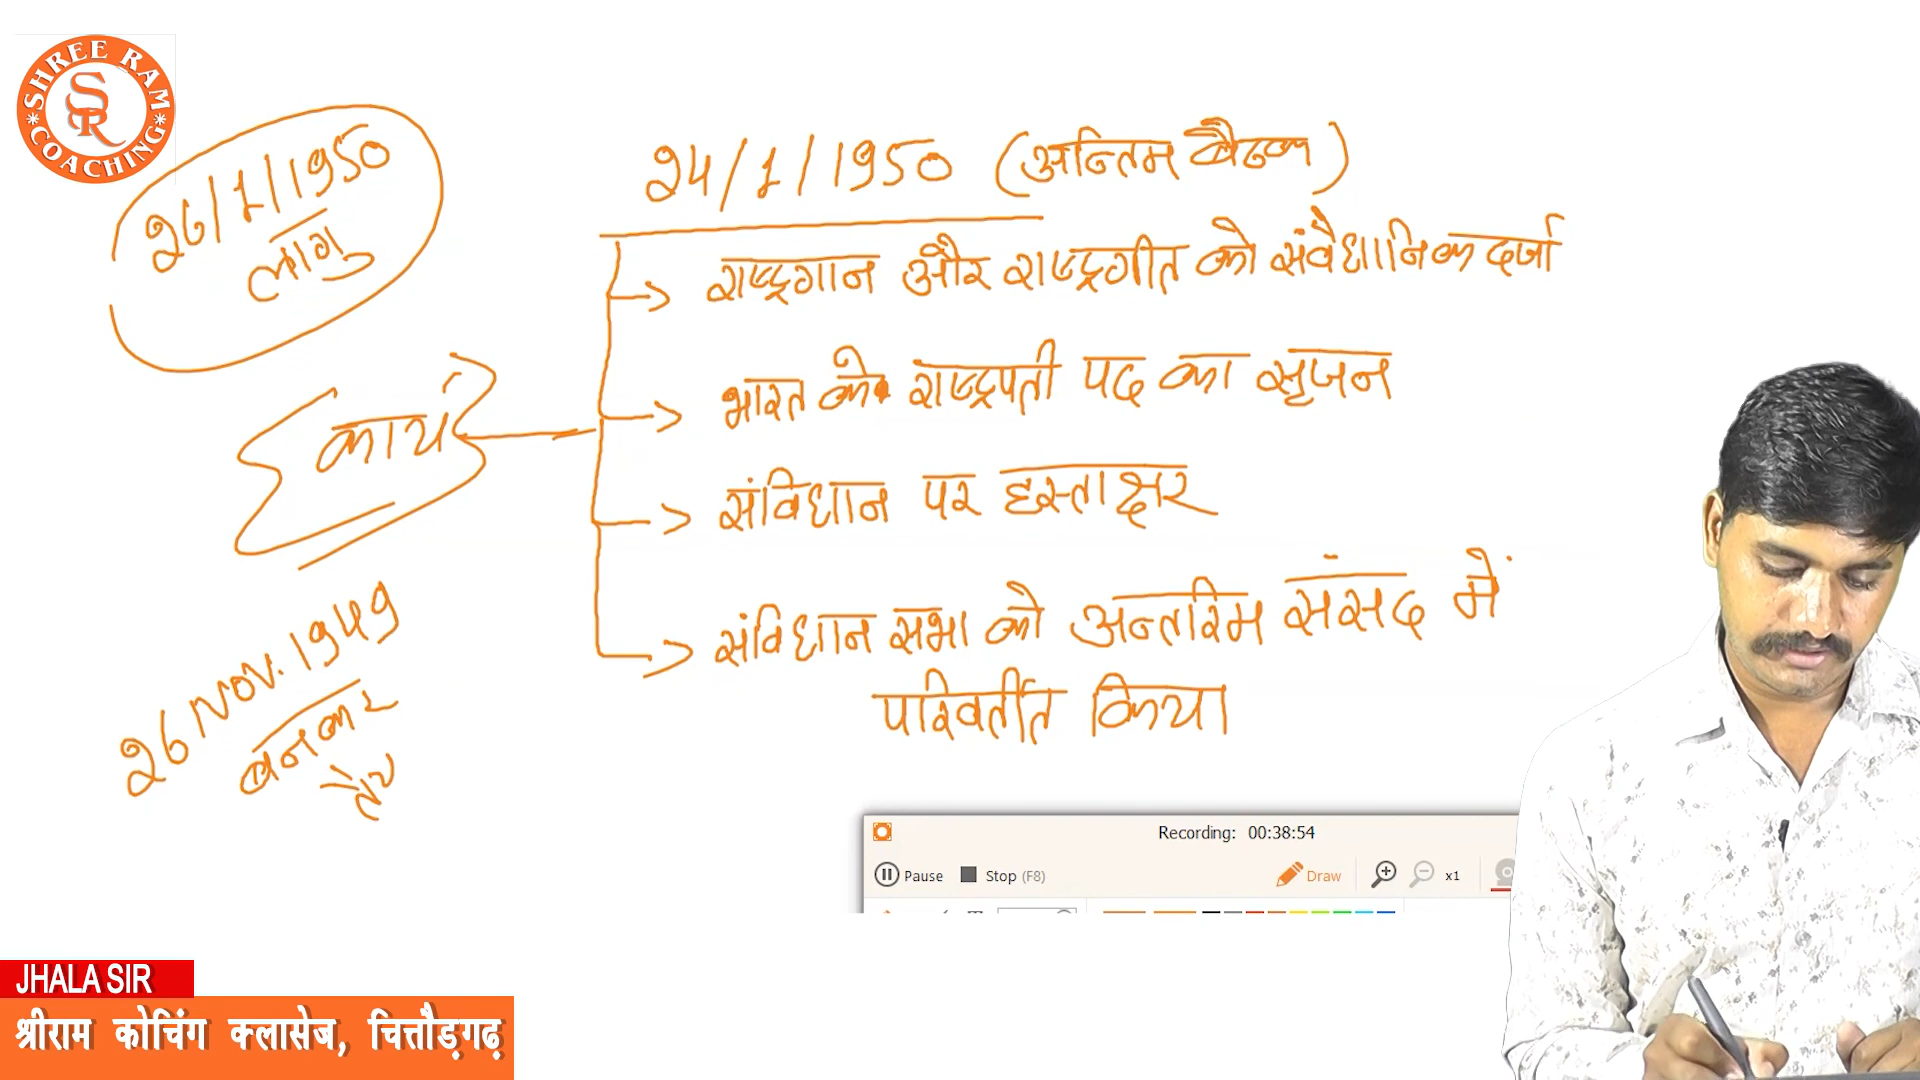 SHREE RAM
SR
COACHING
26/1/1950
लागु
24/1/1950 (अन्तिम बैठक)
राष्ट्रगान और राष्ट्रगीत को संवैधानिक दर्जा
भारत के राष्ट्रपती पद का सृजन
कार्य
संविधान पर हस्ताक्षर
संविधान सभा को अन्तरिम संसद में
परिवर्तीत किया
26 Nov. 1949
बनकर
Recording: 00:38:54
Pause Stop (F8) Draw x1
JHALA SIR
श्रीराम कोचिंग क्लासेज, चित्तौड़गढ़